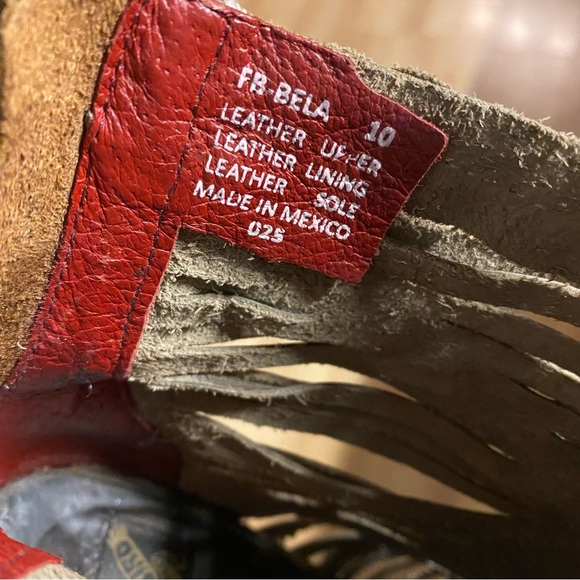 FB-BELA 10
LEATHER UPPER
LEATHER LINING
LEATHER SOLE
MADE IN MEXICO
025